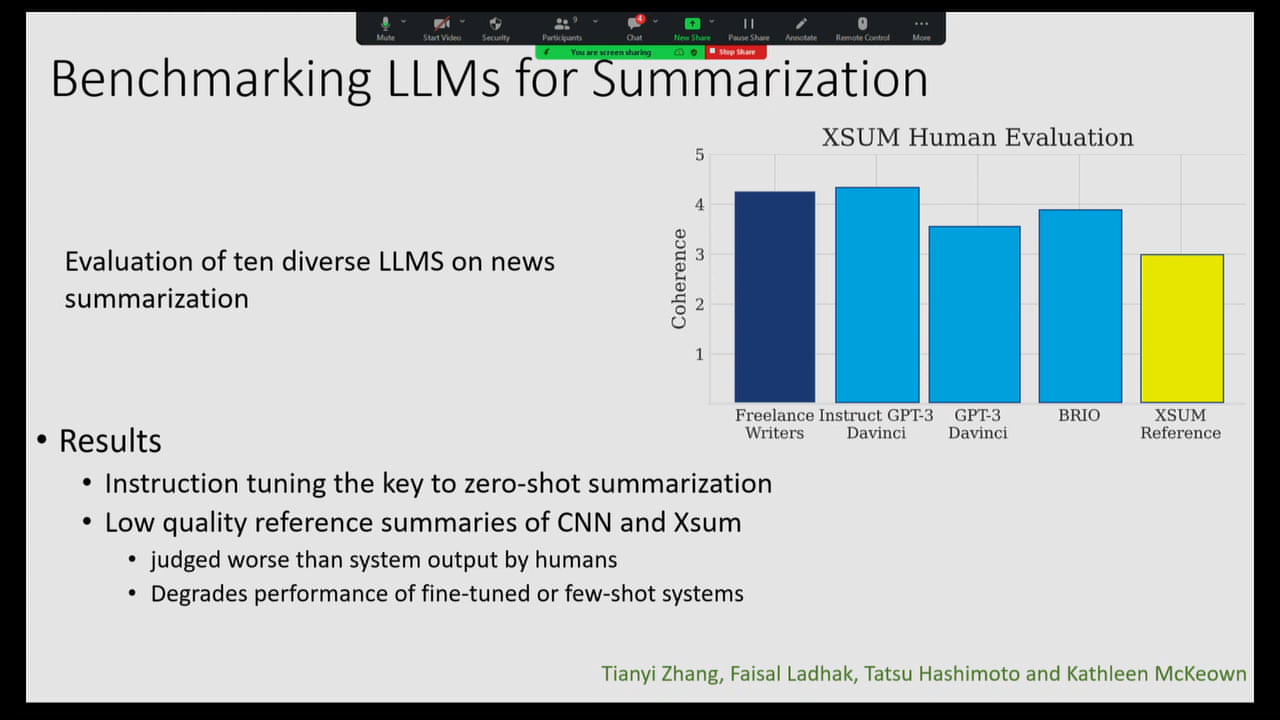 Mute
Start Video
Security
9
Participants
4
Chat
New Share
Pause Share
Annotate
Remote Control
More
You are screen sharing
Stop Share
Benchmarking LLMs for Summarization
XSUM Human Evaluation
5
4
3
2
1
Coherence
Freelance Writers
Instruct GPT-3 Davinci
GPT-3 Davinci
BRIO
XSUM Reference
Evaluation of ten diverse LLMS on news
summarization
• Results
• Instruction tuning the key to zero-shot summarization
• Low quality reference summaries of CNN and Xsum
• judged worse than system output by humans
• Degrades performance of fine-tuned or few-shot systems
Tianyi Zhang, Faisal Ladhak, Tatsu Hashimoto and Kathleen McKeown